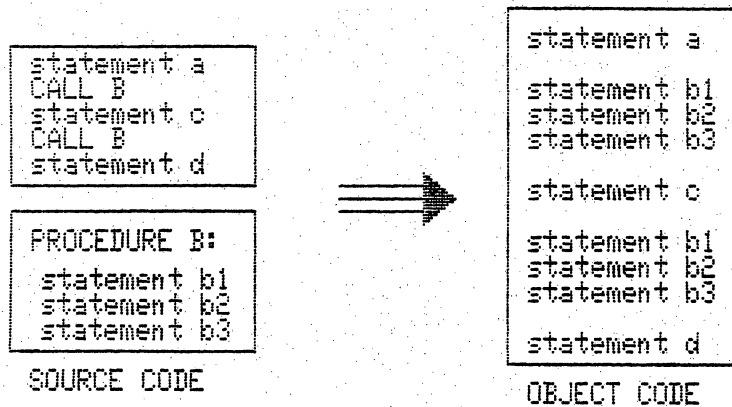 statement a
CALL B
statement c
CALL B
statement d
PROCEDURE B:
statement b1
statement b2
statement b3
SOURCE CODE
statement a
statement b1
statement b2
statement b3
statement c
statement b1
statement b2
statement b3
statement d
OBJECT CODE